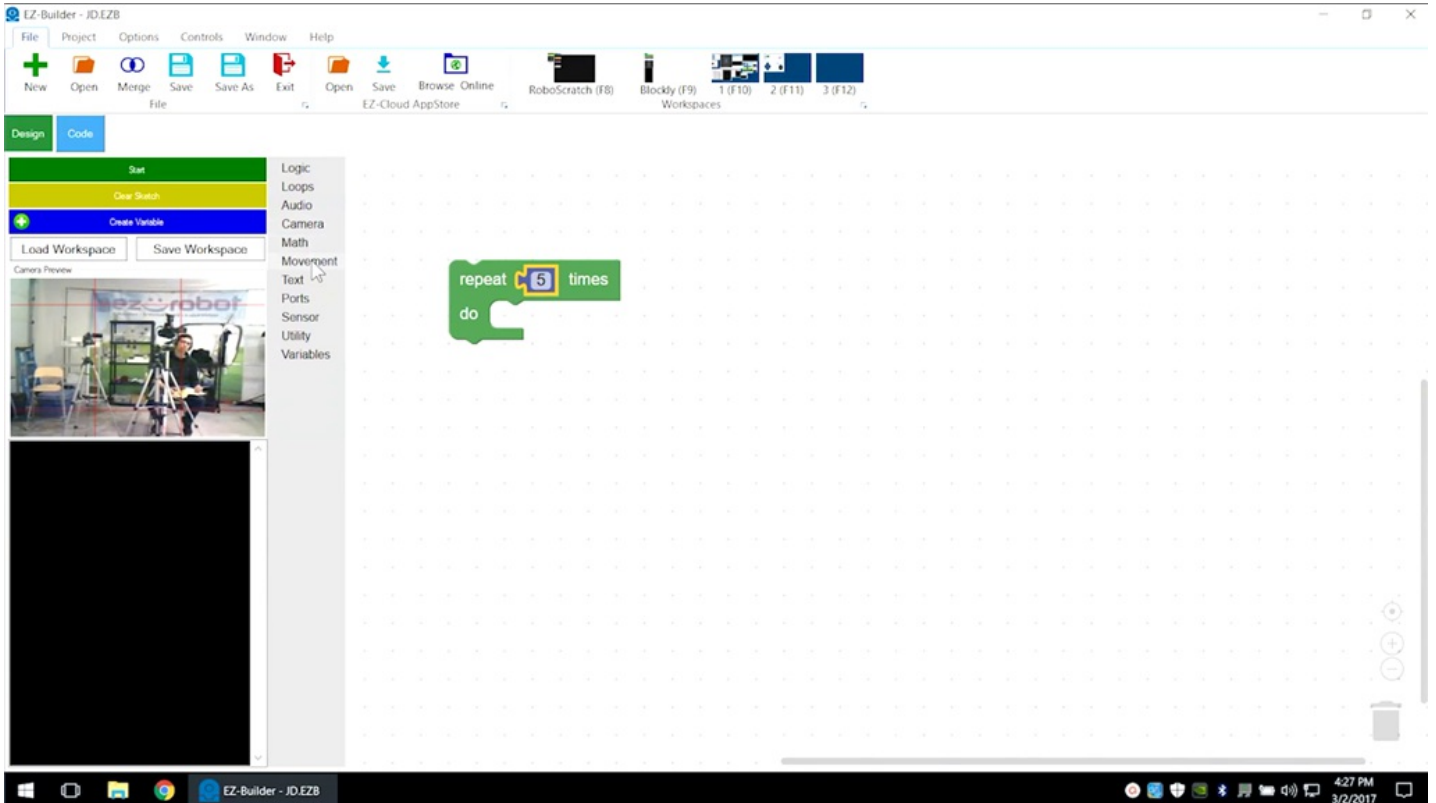 EZ-Builder - JD.EZB
File Project Options Controls Window Help
New Open Merge Save Save As Exit Open Save Browse Online RoboScratch (F8) Blockly (F9) 1 (F10) 2 (F11) 3 (F12)
File EZ-Cloud AppStore Workspaces
Design Code
Start
Clear Sketch
Create Variable
Load Workspace Save Workspace
Camera Preview
ez robot
Logic
Loops
Audio
Camera
Math
Movement
Text
Ports
Sensor
Utility
Variables
repeat 5 times
do
EZ-Builder - JD.EZB
4:27 PM
3/2/2017